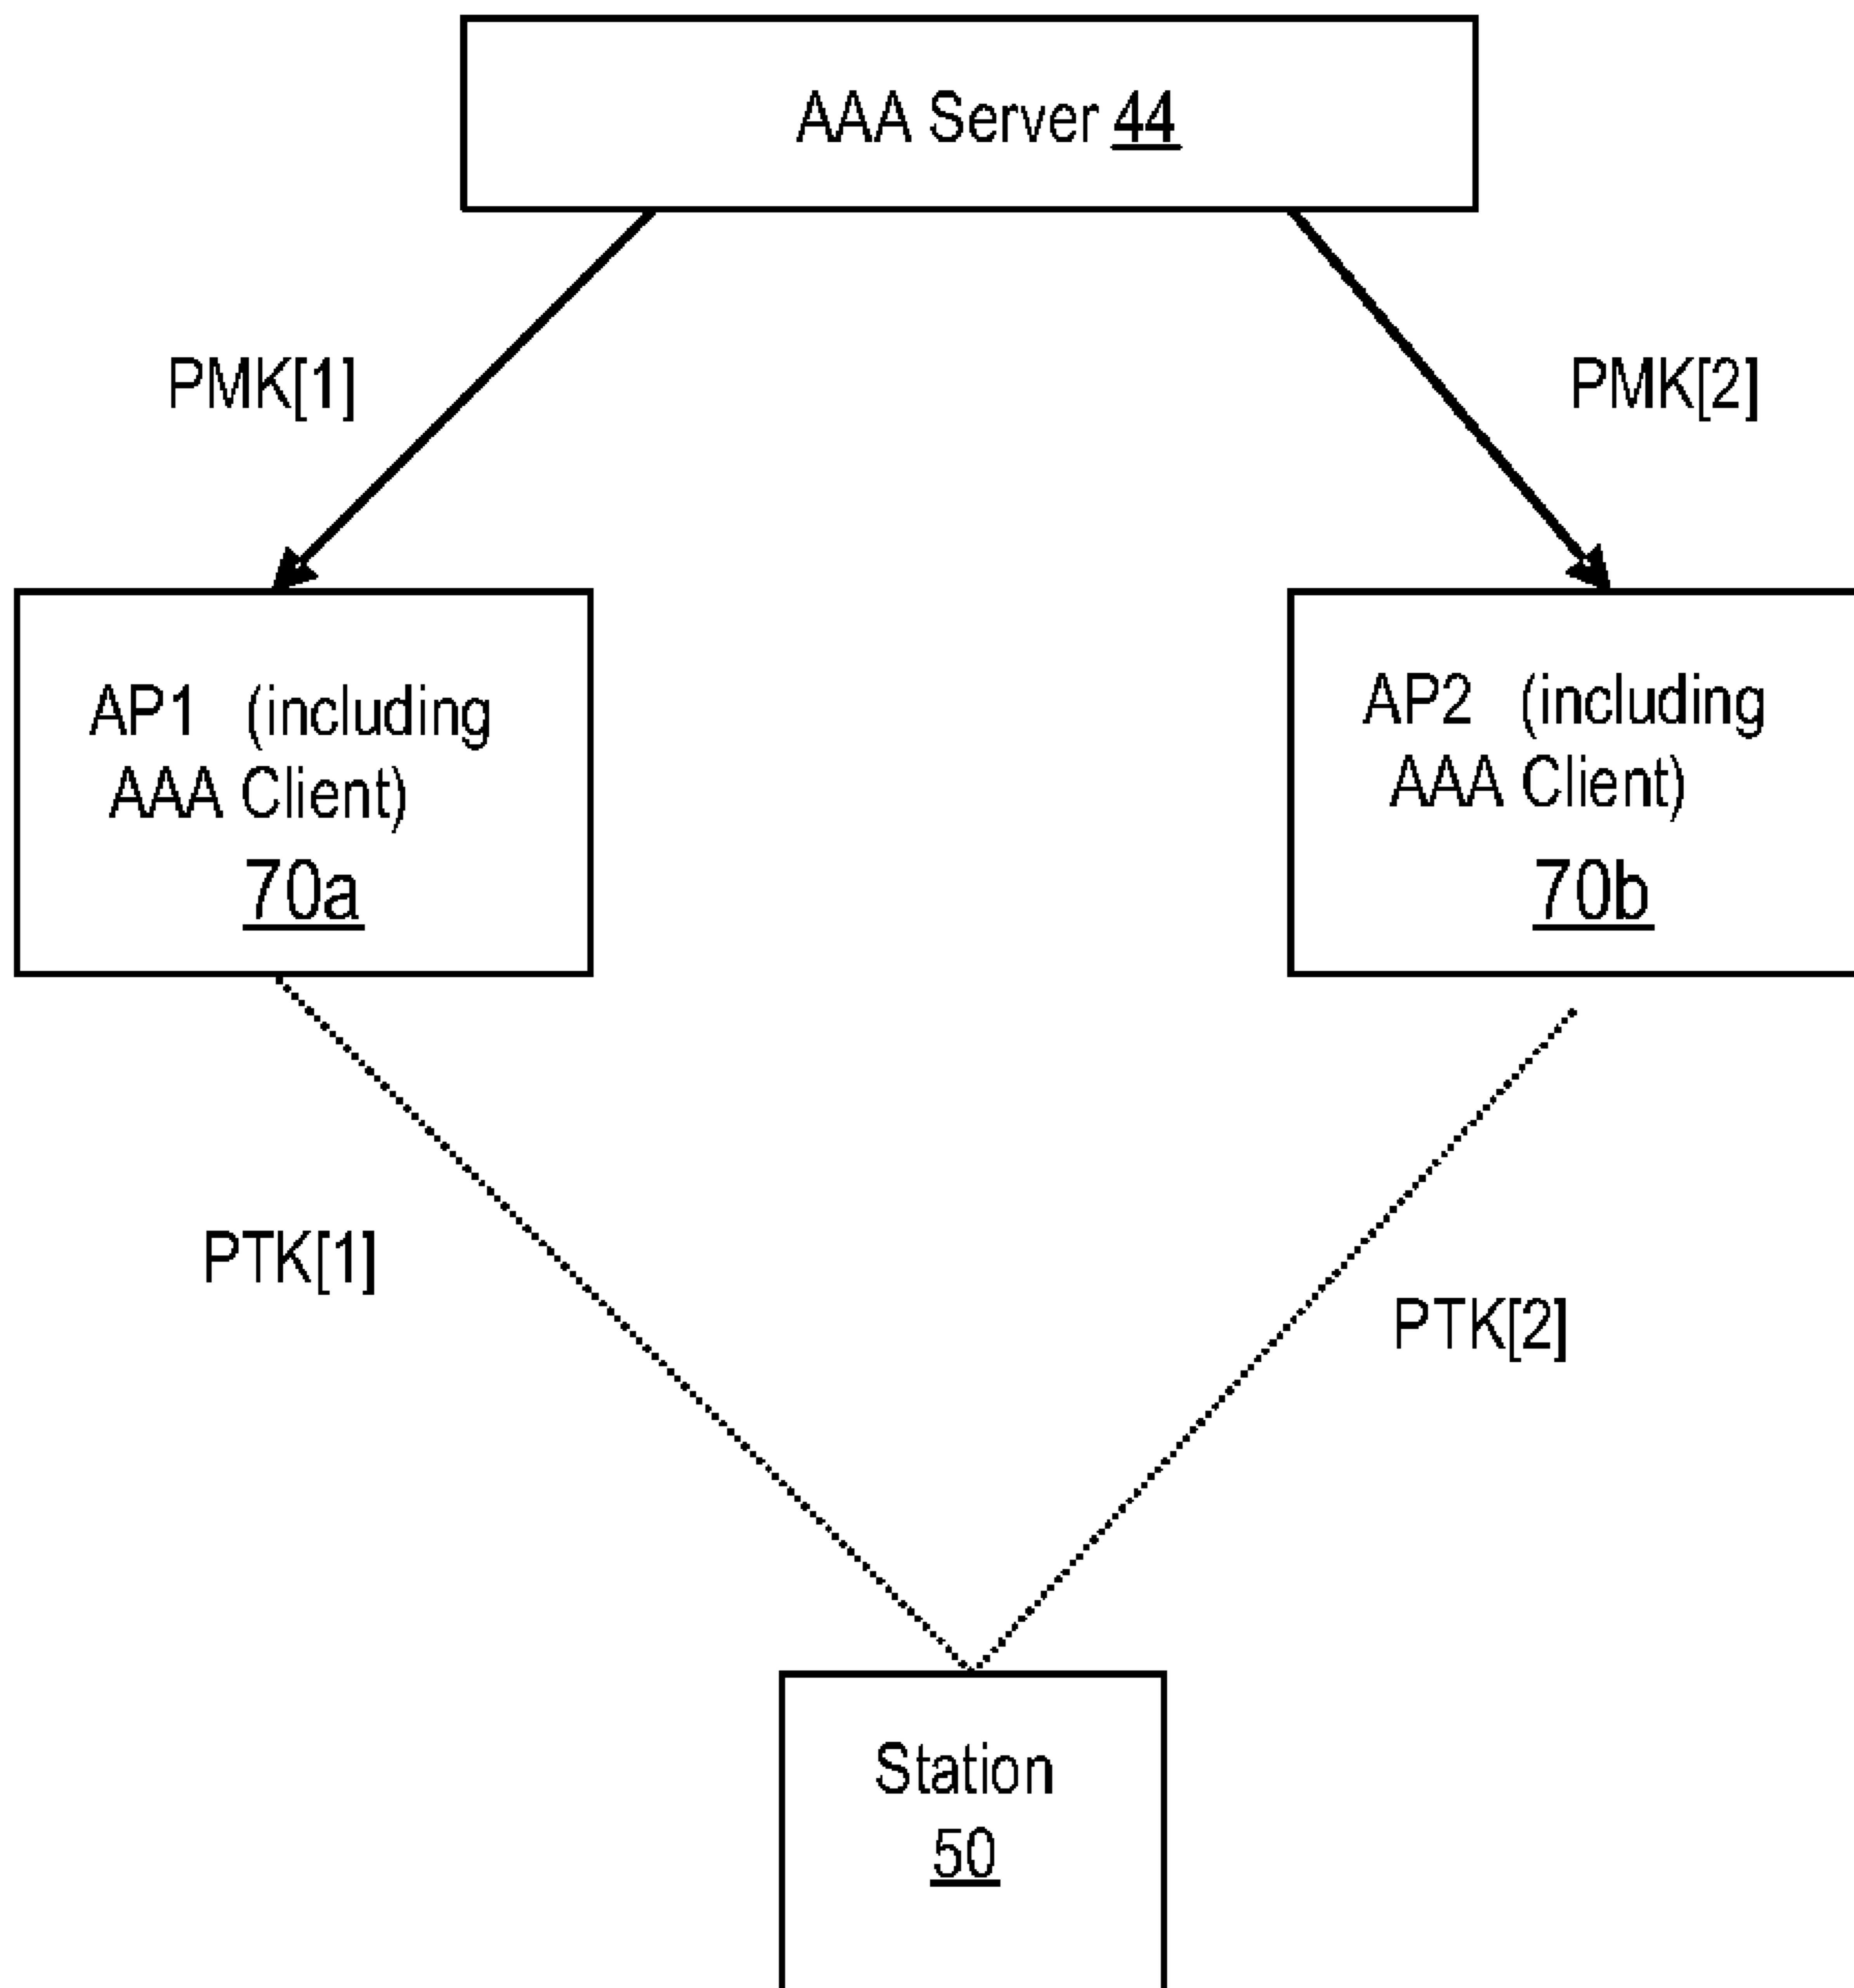 AAA Server 44
PMK[1]
PMK[2]
AP1 (including
AAA Client)
70a
AP2 (including
AAA Client)
70b
PTK[1]
PTK[2]
Station
50